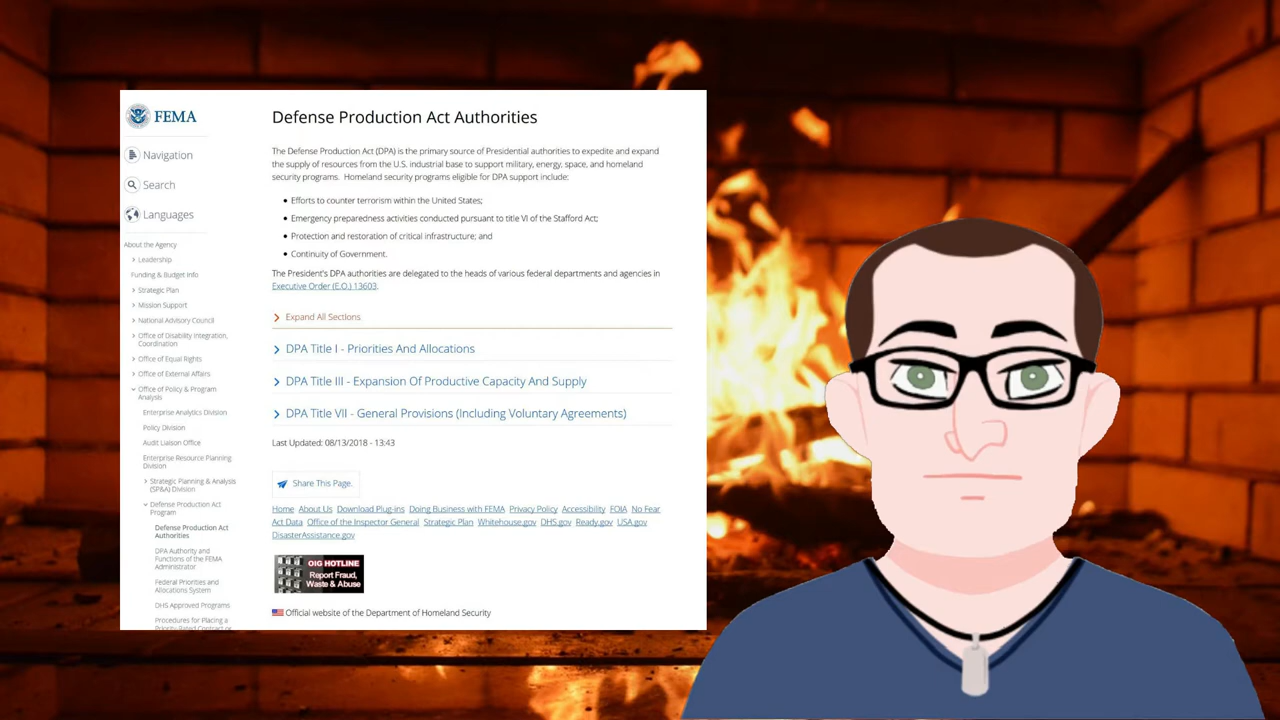 FEMA
Navigation
Search
Languages
About the Agency
Leadership
Funding & Budget Info
Strategic Plan
Mission Support
National Advisory Council
Office of Disability Integration,
Coordination
Office of Equal Rights
Office of External Affairs
Office of Policy & Program
Analysis
Enterprise Analytics Division
Policy Division
Audit Liaison Office
Enterprise Resource Planning
Division
Strategic Planning & Analysis
(SP&A) Division
Defense Production Act
Program
Defense Production Act
Authorities
DPA Authority and
Functions of the FEMA
Administrator
Federal Priorities and
Allocations System
DHS Approved Programs
Procedures for Placing a
Priority-Rated Contract or
Defense Production Act Authorities
The Defense Production Act (DPA) is the primary source of Presidential authorities to expedite and expand
the supply of resources from the U.S. industrial base to support military, energy, space, and homeland
security programs. Homeland security programs eligible for DPA support include:
• Efforts to counter terrorism within the United States;
• Emergency preparedness activities conducted pursuant to title VI of the Stafford Act;
• Protection and restoration of critical infrastructure; and
• Continuity of Government.
The President's DPA authorities are delegated to the heads of various federal departments and agencies in
Executive Order (E.O.) 13603.
Expand All Sections
DPA Title I - Priorities And Allocations
DPA Title III - Expansion Of Productive Capacity And Supply
DPA Title VII - General Provisions (Including Voluntary Agreements)
Last Updated: 08/13/2018 - 13:43
Share This Page.
Home About Us Download Plug-ins Doing Business with FEMA Privacy Policy Accessibility FOIA No Fear
Act Data Office of the Inspector General Strategic Plan Whitehouse.gov DHS.gov Ready.gov USA.gov
DisasterAssistance.gov
OIG HOTLINE
Report Fraud,
Waste & Abuse
Official website of the Department of Homeland Security